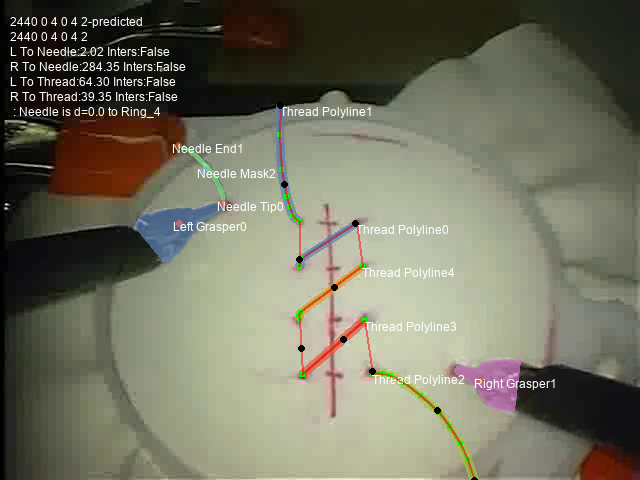 2440 0 4 0 4 2-predicted
2440 0 4 0 4 2
L To Needle:2.02 Inters:False
R To Needle:284.35 Inters:False
L To Thread:64.30 Inters:False
R To Thread:39.35 Inters:False
: Needle is d=0.0 to Ring_4
Thread Polyline1
Needle End1
Needle Mask2
Needle Tip0
Left Grasper0
Thread Polyline0
Thread Polyline4
Thread Polyline3
Thread Polyline2
Right Grasper1